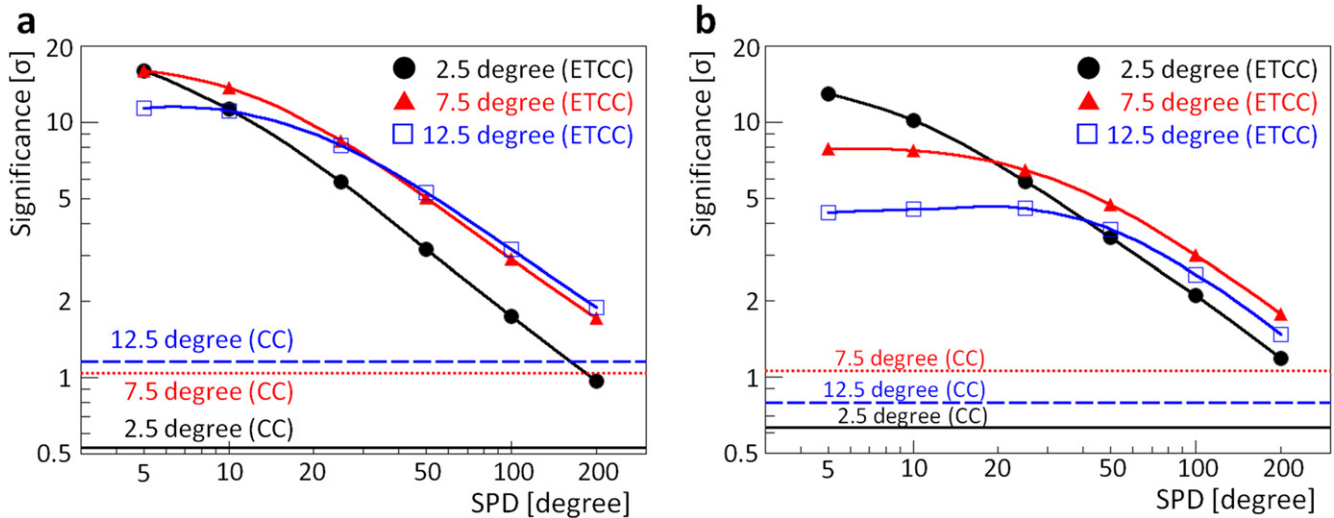 a
Significance [σ]
20
10
5
2
1
0.5
2.5 degree (ETCC)
7.5 degree (ETCC)
12.5 degree (ETCC)
12.5 degree (CC)
7.5 degree (CC)
2.5 degree (CC)
5 10 20 50 100 200
SPD [degree]
b
Significance [σ]
20
10
5
2
1
0.5
2.5 degree (ETCC)
7.5 degree (ETCC)
12.5 degree (ETCC)
7.5 degree (CC)
12.5 degree (CC)
2.5 degree (CC)
5 10 20 50 100 200
SPD [degree]